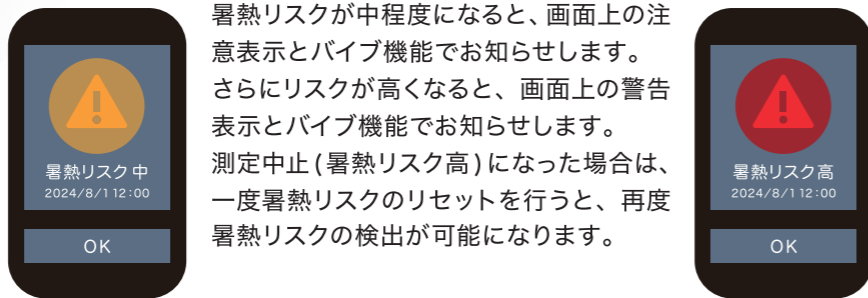 暑熱リスク 中
2024/8/1 12:00
OK
暑熱リスクが中程度になると、画面上の注
意表示とバイブ機能でお知らせします。
さらにリスクが高くなると、画面上の警告
表示とバイブ機能でお知らせします。
測定中止(暑熱リスク高)になった場合は、
一度暑熱リスクのリセットを行うと、再度
暑熱リスクの検出が可能になります。
暑熱リスク高
2024/8/1 12:00
OK